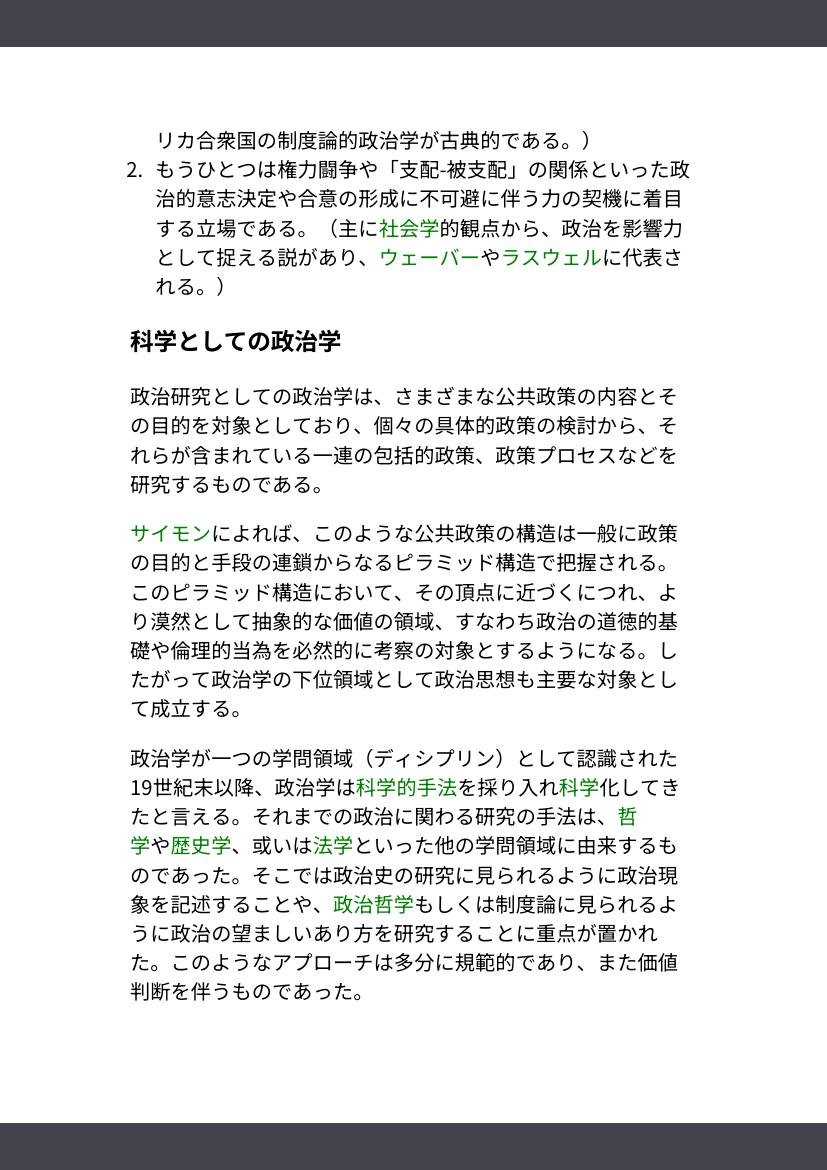 リカ合衆国の制度論的政治学が古典的である。）
2. もうひとつは権力闘争や「支配-被支配」の関係といった政
治的意志決定や合意の形成に不可避に伴う力の契機に着目
する立場である。（主に社会学的観点から、政治を影響力
として捉える説があり、ウェーバーやラスウェルに代表さ
れる。）
科学としての政治学
政治研究としての政治学は、さまざまな公共政策の内容とそ
の目的を対象としており、個々の具体的政策の検討から、そ
れらが含まれている一連の包括的政策、政策プロセスなどを
研究するものである。
サイモンによれば、このような公共政策の構造は一般に政策
の目的と手段の連鎖からなるピラミッド構造で把握される。
このピラミッド構造において、その頂点に近づくにつれ、よ
り漠然として抽象的な価値の領域、すなわち政治の道徳的基
礎や倫理的当為を必然的に考察の対象とするようになる。し
たがって政治学の下位領域として政治思想も主要な対象とし
て成立する。
政治学が一つの学問領域（ディシプリン）として認識された
19世紀末以降、政治学は科学的手法を採り入れ科学化してき
たと言える。それまでの政治に関わる研究の手法は、哲
学や歴史学、或いは法学といった他の学問領域に由来するも
のであった。そこでは政治史の研究に見られるように政治現
象を記述することや、政治哲学もしくは制度論に見られるよ
うに政治の望ましいあり方を研究することに重点が置かれ
た。このようなアプローチは多分に規範的であり、また価値
判断を伴うものであった。